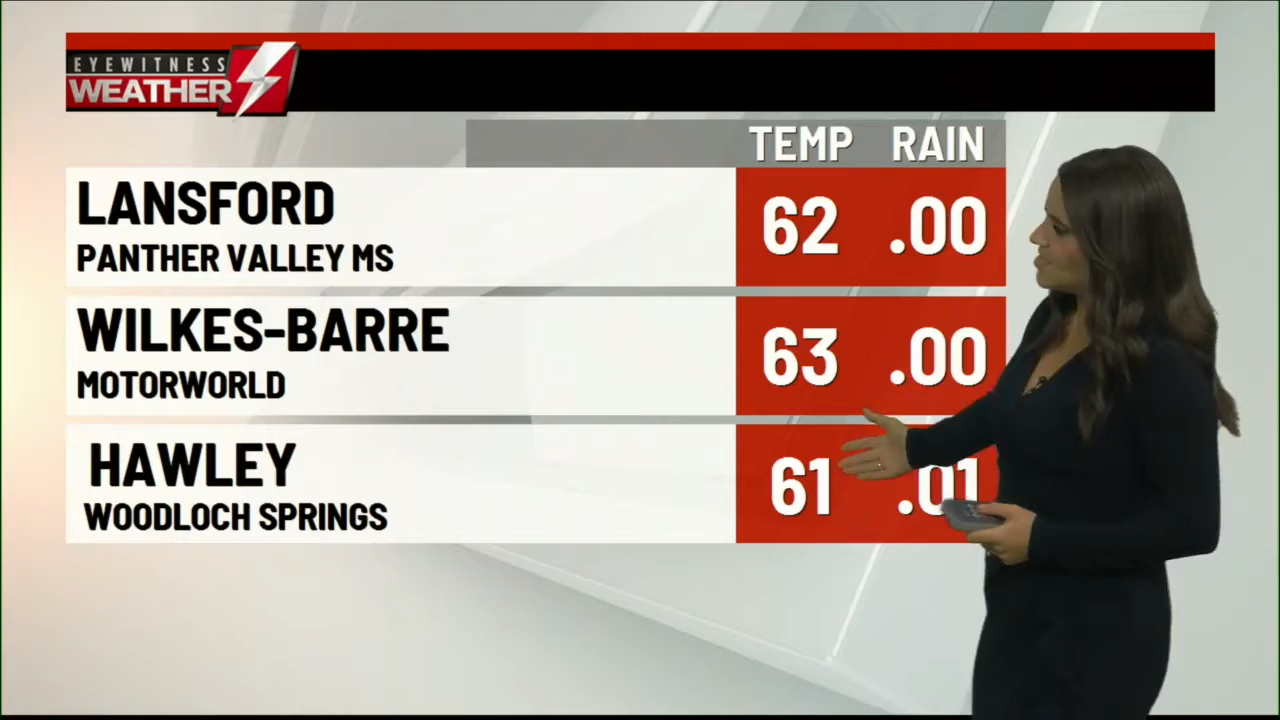 EYEWITNESS
WEATHER
TEMP RAIN
LANSFORD
PANTHER VALLEY MS
62 .00
WILKES-BARRE
MOTORWORLD
63 .00
HAWLEY
WOODLOCH SPRINGS
61 .01